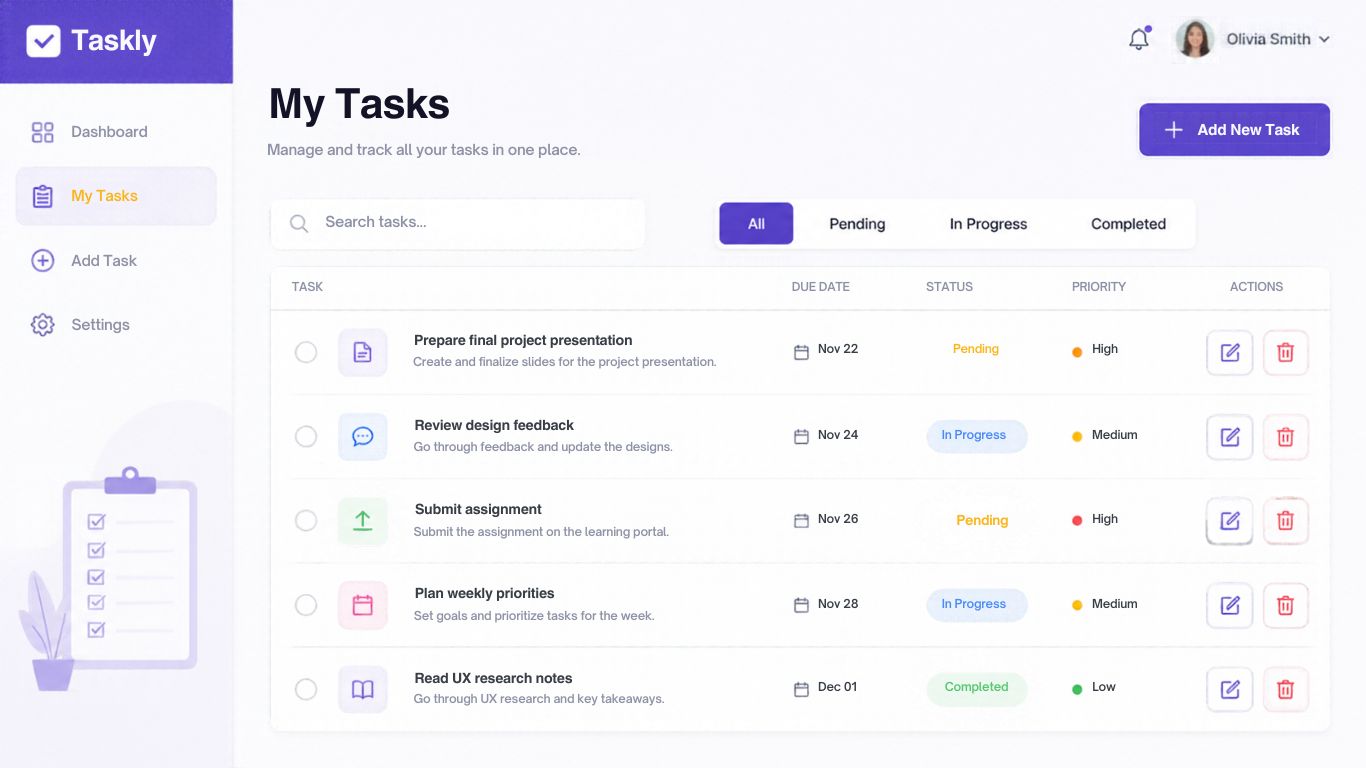 Taskly
Olivia Smith
Dashboard
My Tasks
Add Task
Settings
My Tasks
Manage and track all your tasks in one place.
+ Add New Task
Search tasks...
All Pending In Progress Completed
TASK DUE DATE STATUS PRIORITY ACTIONS
Prepare final project presentation
Create and finalize slides for the project presentation.
Nov 22 Pending High
Review design feedback
Go through feedback and update the designs.
Nov 24 In Progress Medium
Submit assignment
Submit the assignment on the learning portal.
Nov 26 Pending High
Plan weekly priorities
Set goals and prioritize tasks for the week.
Nov 28 In Progress Medium
Read UX research notes
Go through UX research and key takeaways.
Dec 01 Completed Low